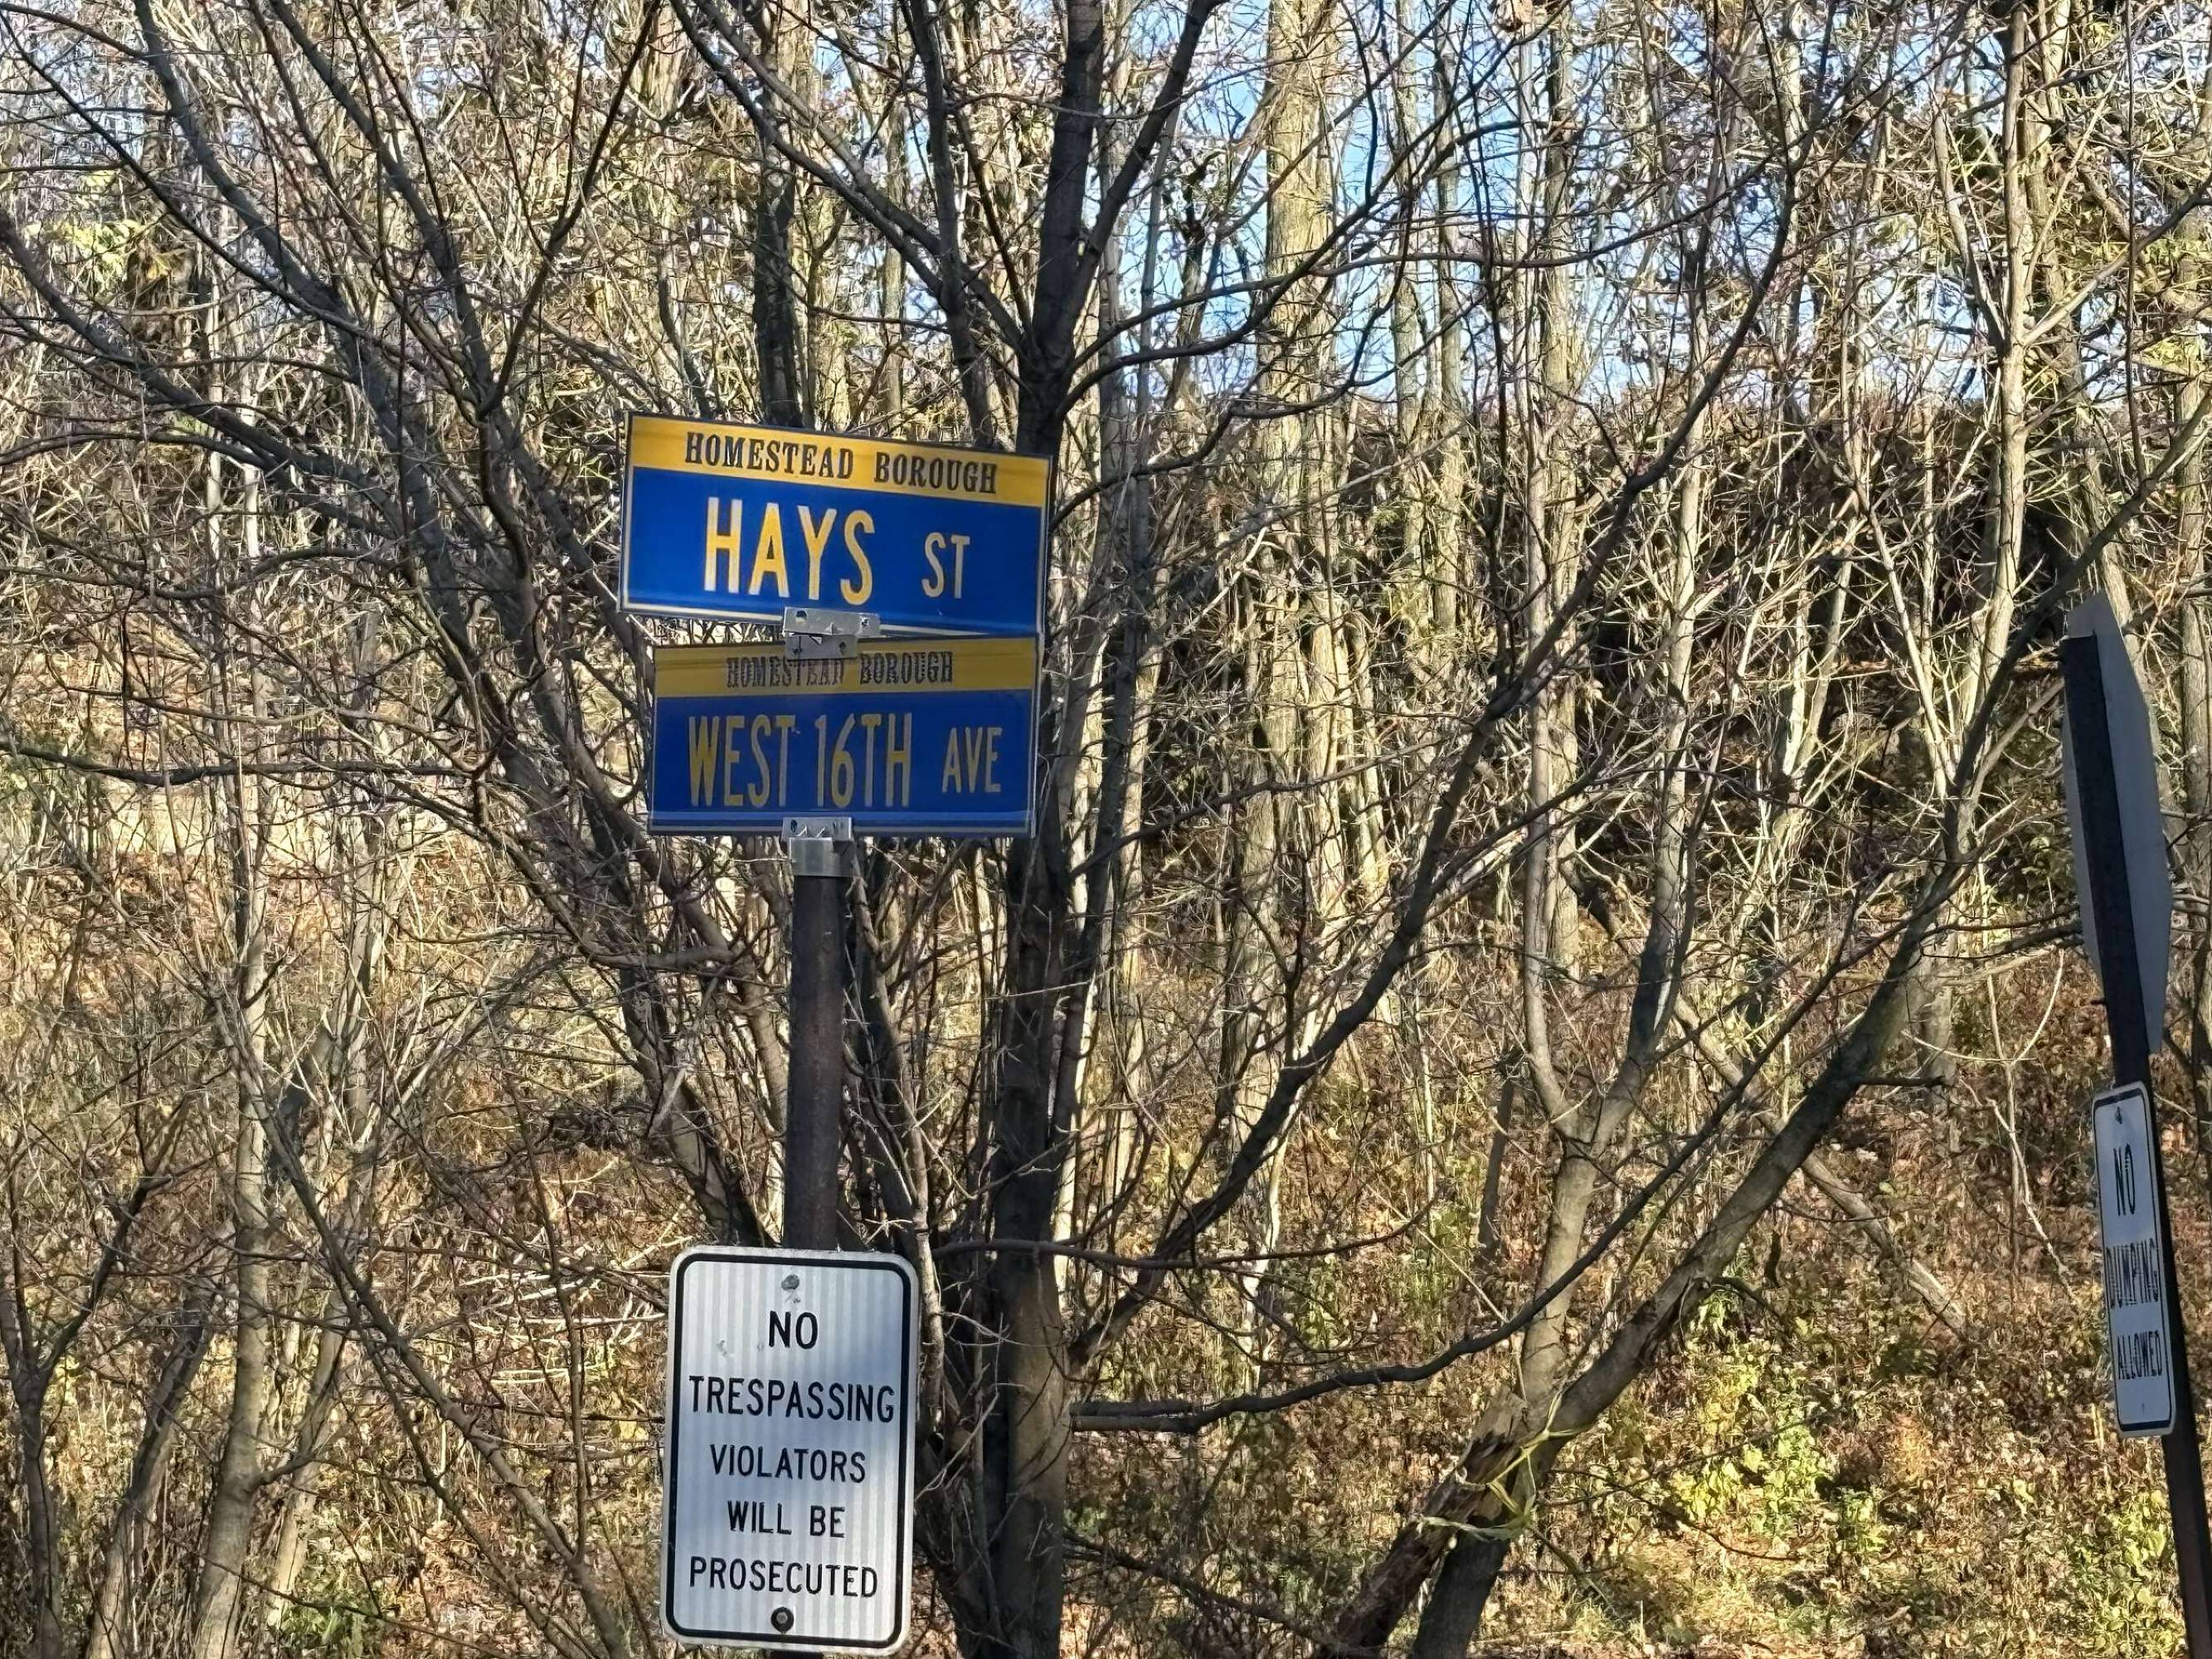 HOMESTEAD BOROUGH
HAYS ST
HOMESTEAD BOROUGH
WEST 16TH AVE
NO
TRESPASSING
VIOLATORS
WILL BE
PROSECUTED
NO
DUMPING
ALLOWED